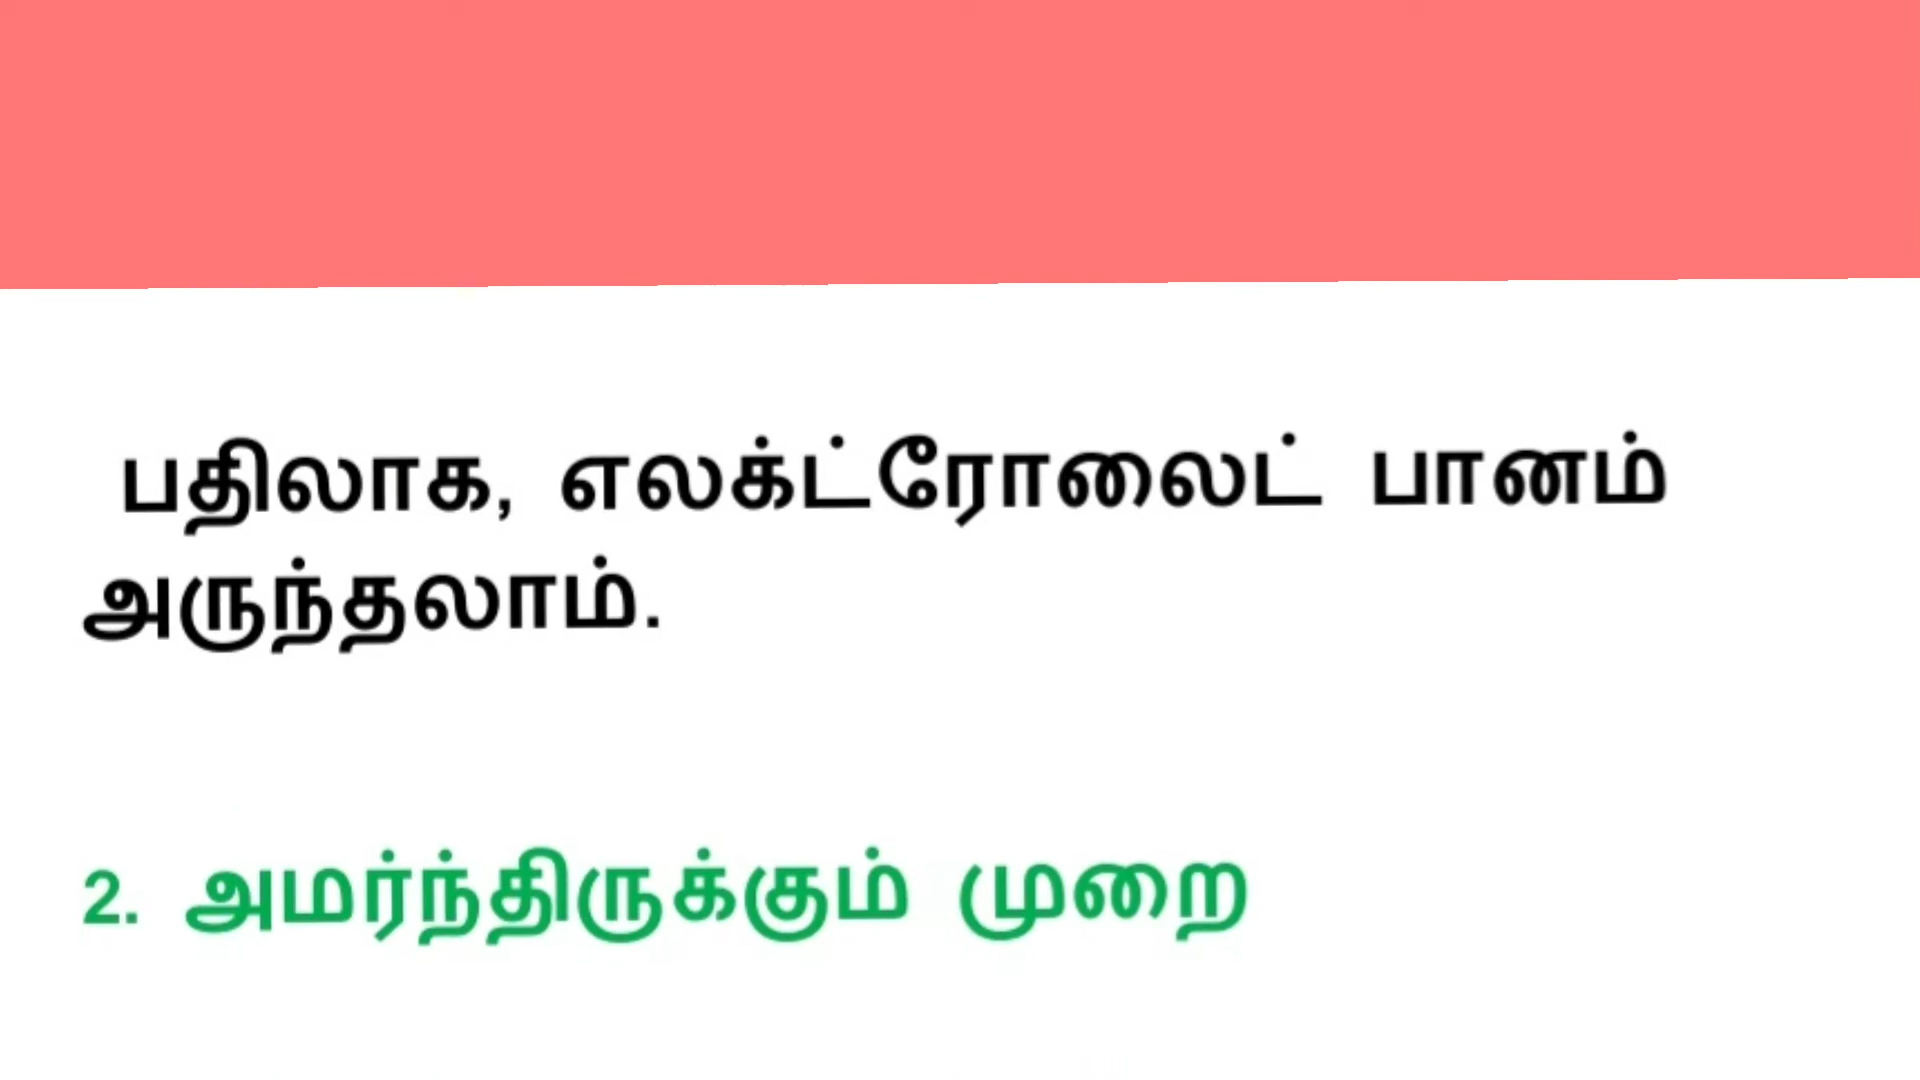 பதிலாக, எலக்ட்ரோலைட் பானம்
அருந்தலாம்.
2. அமர்ந்திருக்கும் முறை